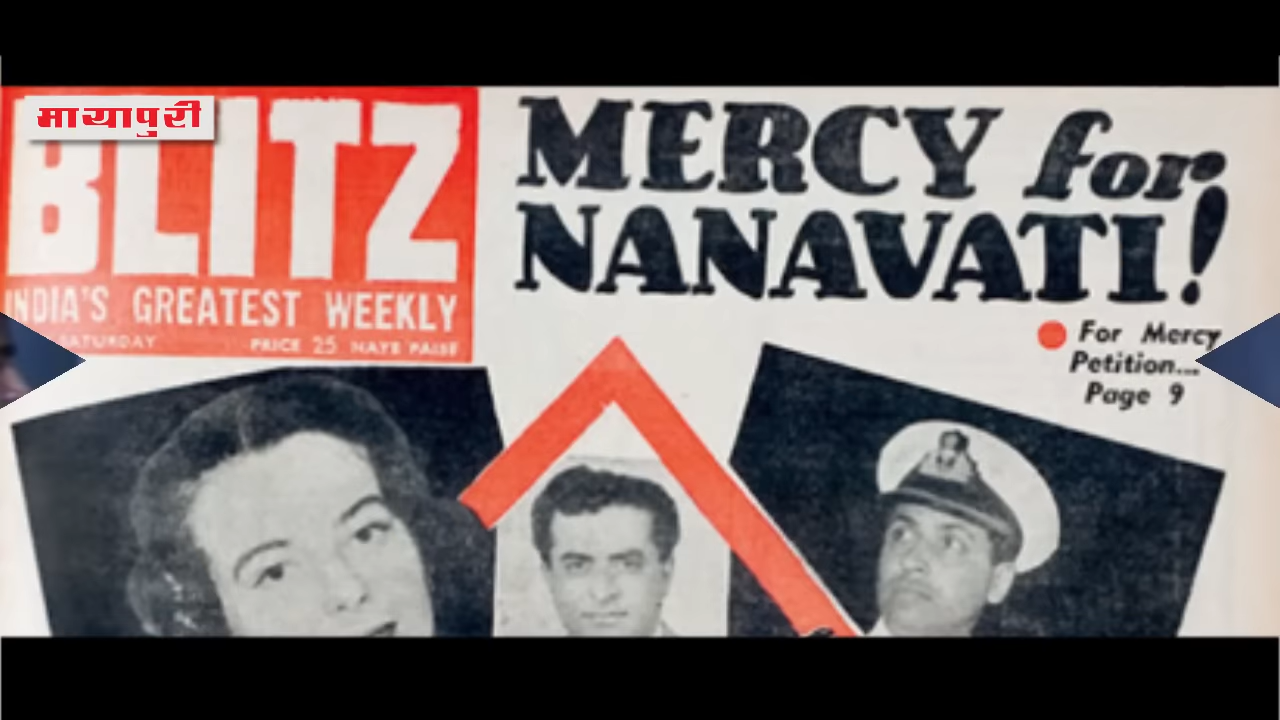 मायापुरी
BLITZ
INDIA'S GREATEST WEEKLY
SATURDAY PRICE 25 NAYE PAISE
MERCY for
NANAVATI!
For Mercy
Petition...
Page 9